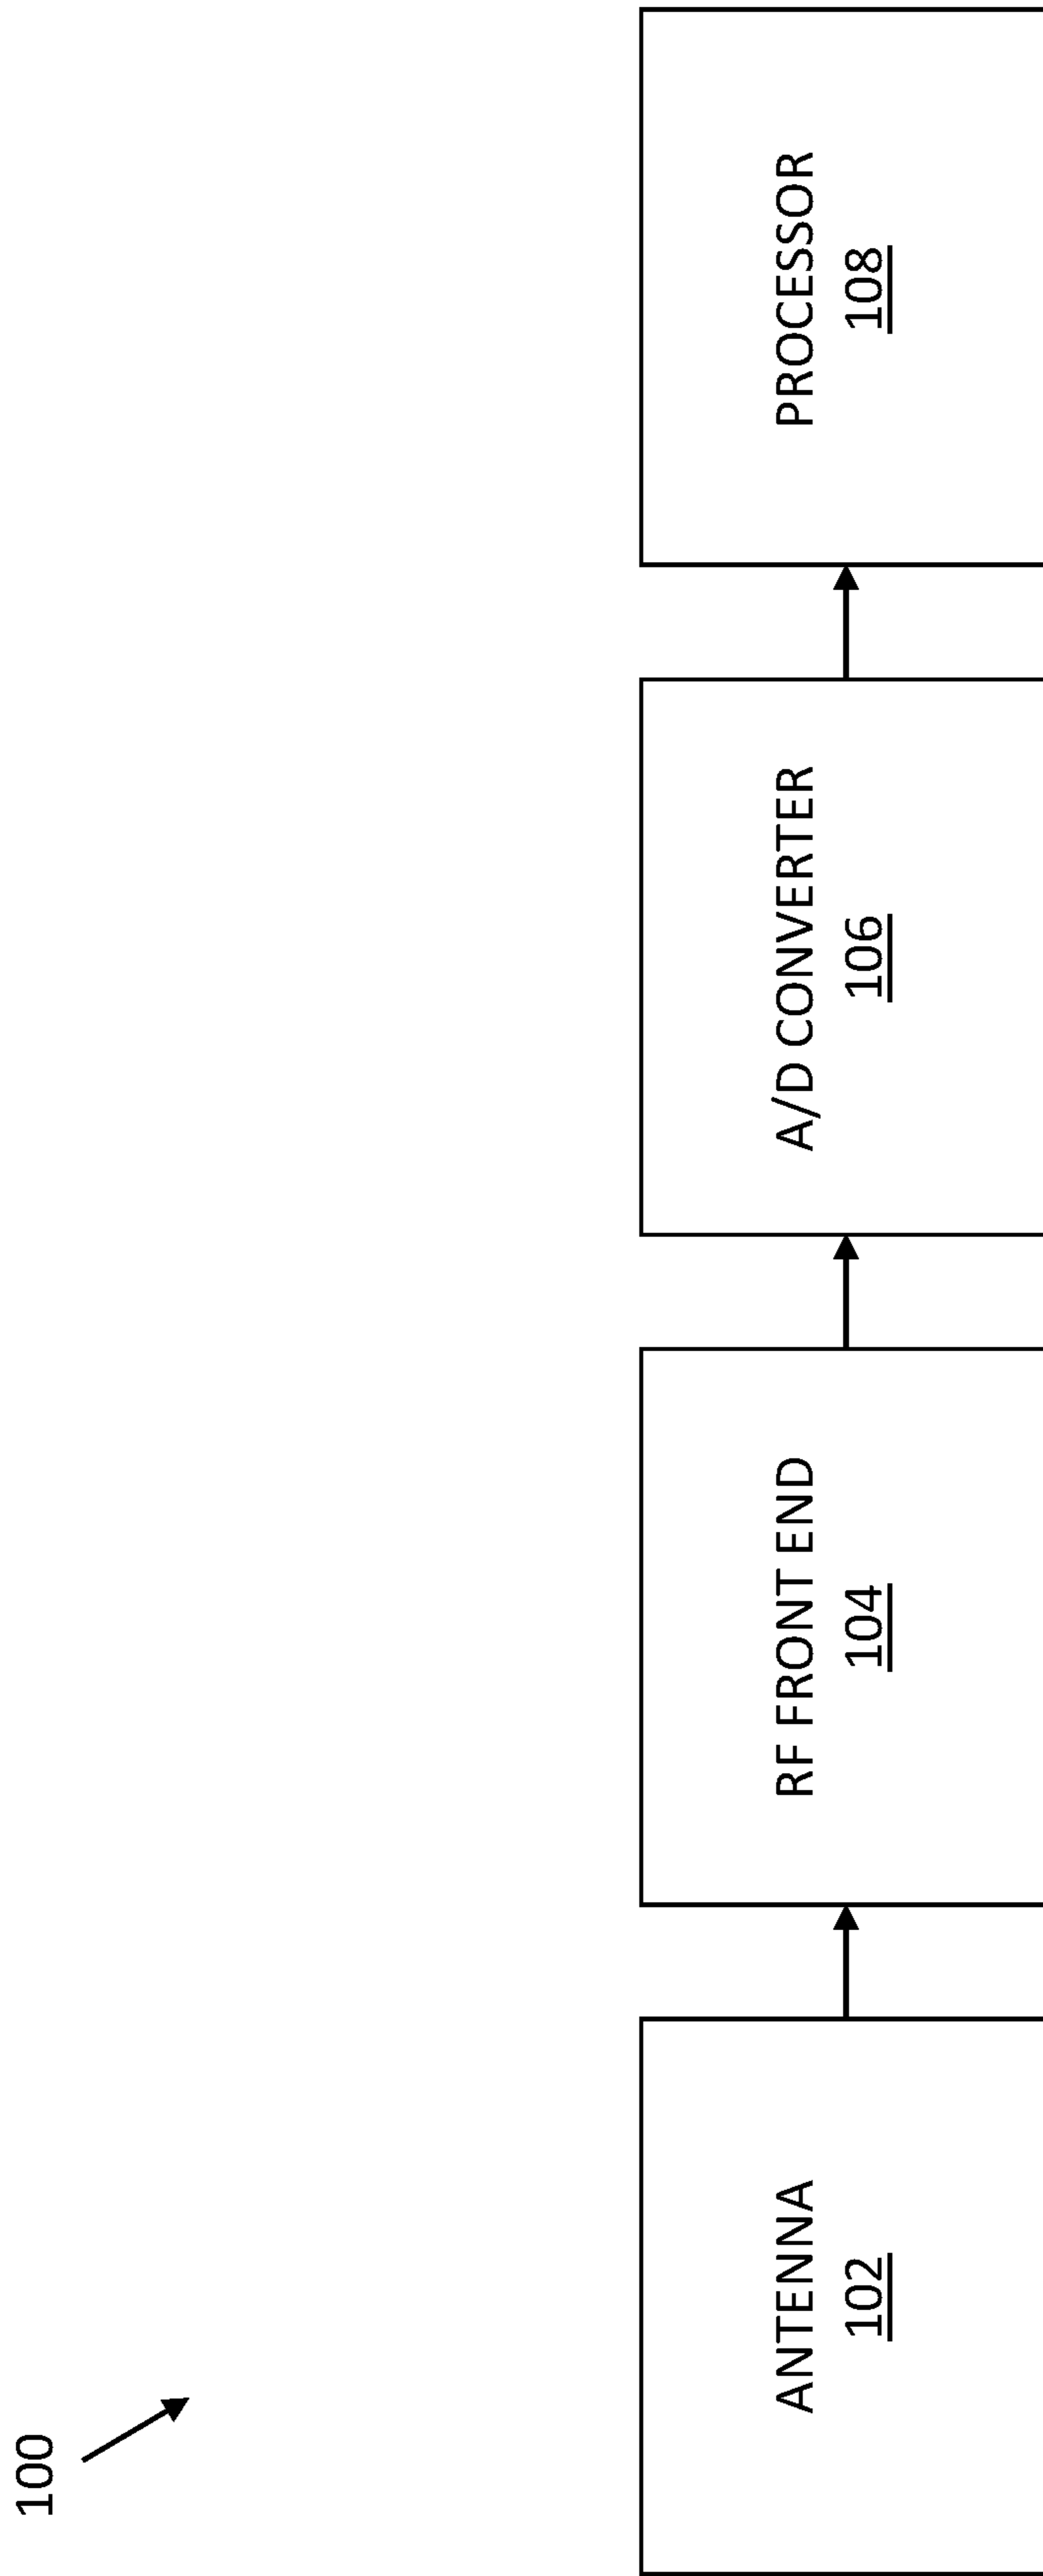 100
ANTENNA
102
RF FRONT END
104
A/D CONVERTER
106
PROCESSOR
108